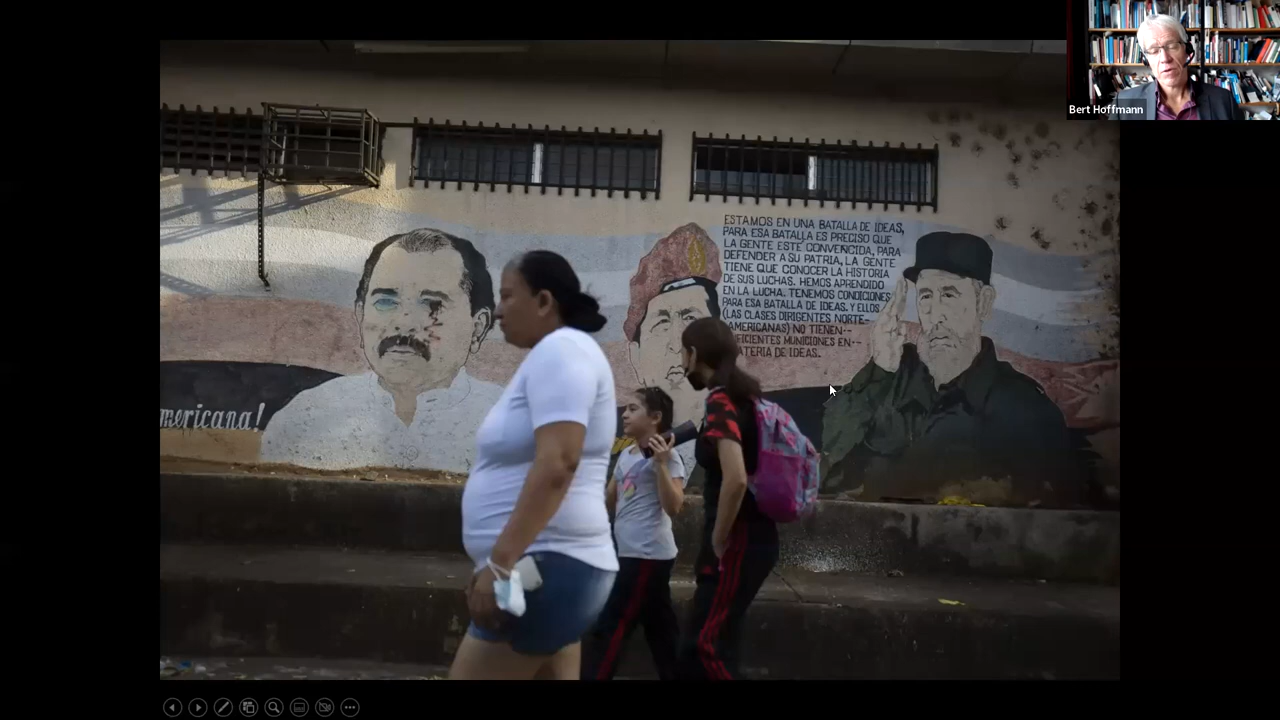 Bert Hoffmann
ESTAMOS EN UNA BATALLA DE IDEAS,
PARA ESA BATALLA ES PRECISO QUE
LA GENTE ESTE CONVENCIDA, PARA
DEFENDER A SU PATRIA, LA GENTE
TIENE QUE CONOCER LA HISTORIA
DE SUS LUCHAS. HEMOS APRENDIDO
EN LA LUCHA. TENEMOS CONDICIONES
PARA ESA BATALLA DE IDEAS. Y ELLOS
(LAS CLASES DIRIGENTES NORTE--
AMERICANAS) NO TIENEN--
FICIENTES MUNICIONES EN--
ATERIA DE IDEAS.
mericana!